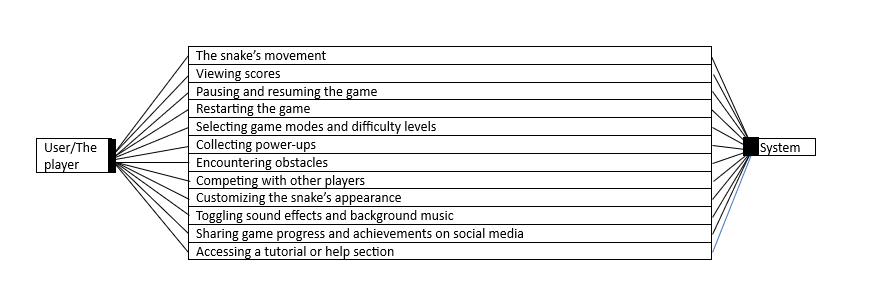 The snake’s movement
Viewing scores
Pausing and resuming the game
Restarting the game
Selecting game modes and difficulty levels
Collecting power-ups
Encountering obstacles
Competing with other players
Customizing the snake’s appearance
Toggling sound effects and background music
Sharing game progress and achievements on social media
Accessing a tutorial or help section
User/The
player
System